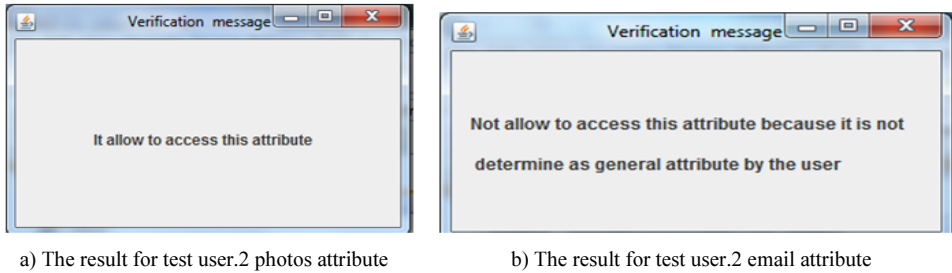 Verification message
It allow to access this attribute
a) The result for test user.2 photos attribute
Verification message
Not allow to access this attribute because it is not
determine as general attribute by the user
b) The result for test user.2 email attribute